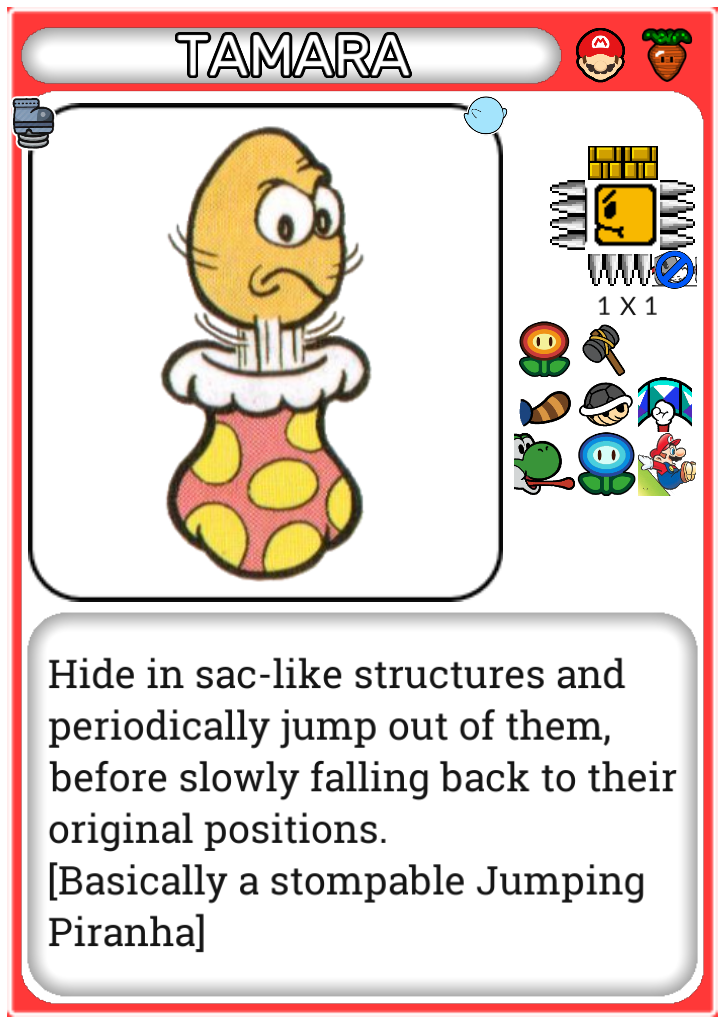 TAMARA
1 X 1
Hide in sac-like structures and
periodically jump out of them,
before slowly falling back to their
original positions.
[Basically a stompable Jumping
Piranha]